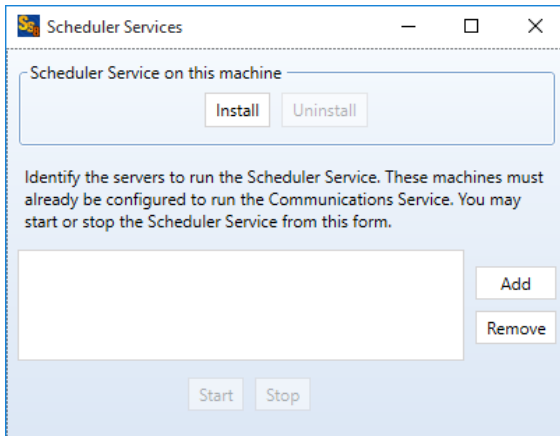 Scheduler Services
Scheduler Service on this machine
Install Uninstall
Identify the servers to run the Scheduler Service. These machines must
already be configured to run the Communications Service. You may
start or stop the Scheduler Service from this form.
Add
Remove
Start Stop